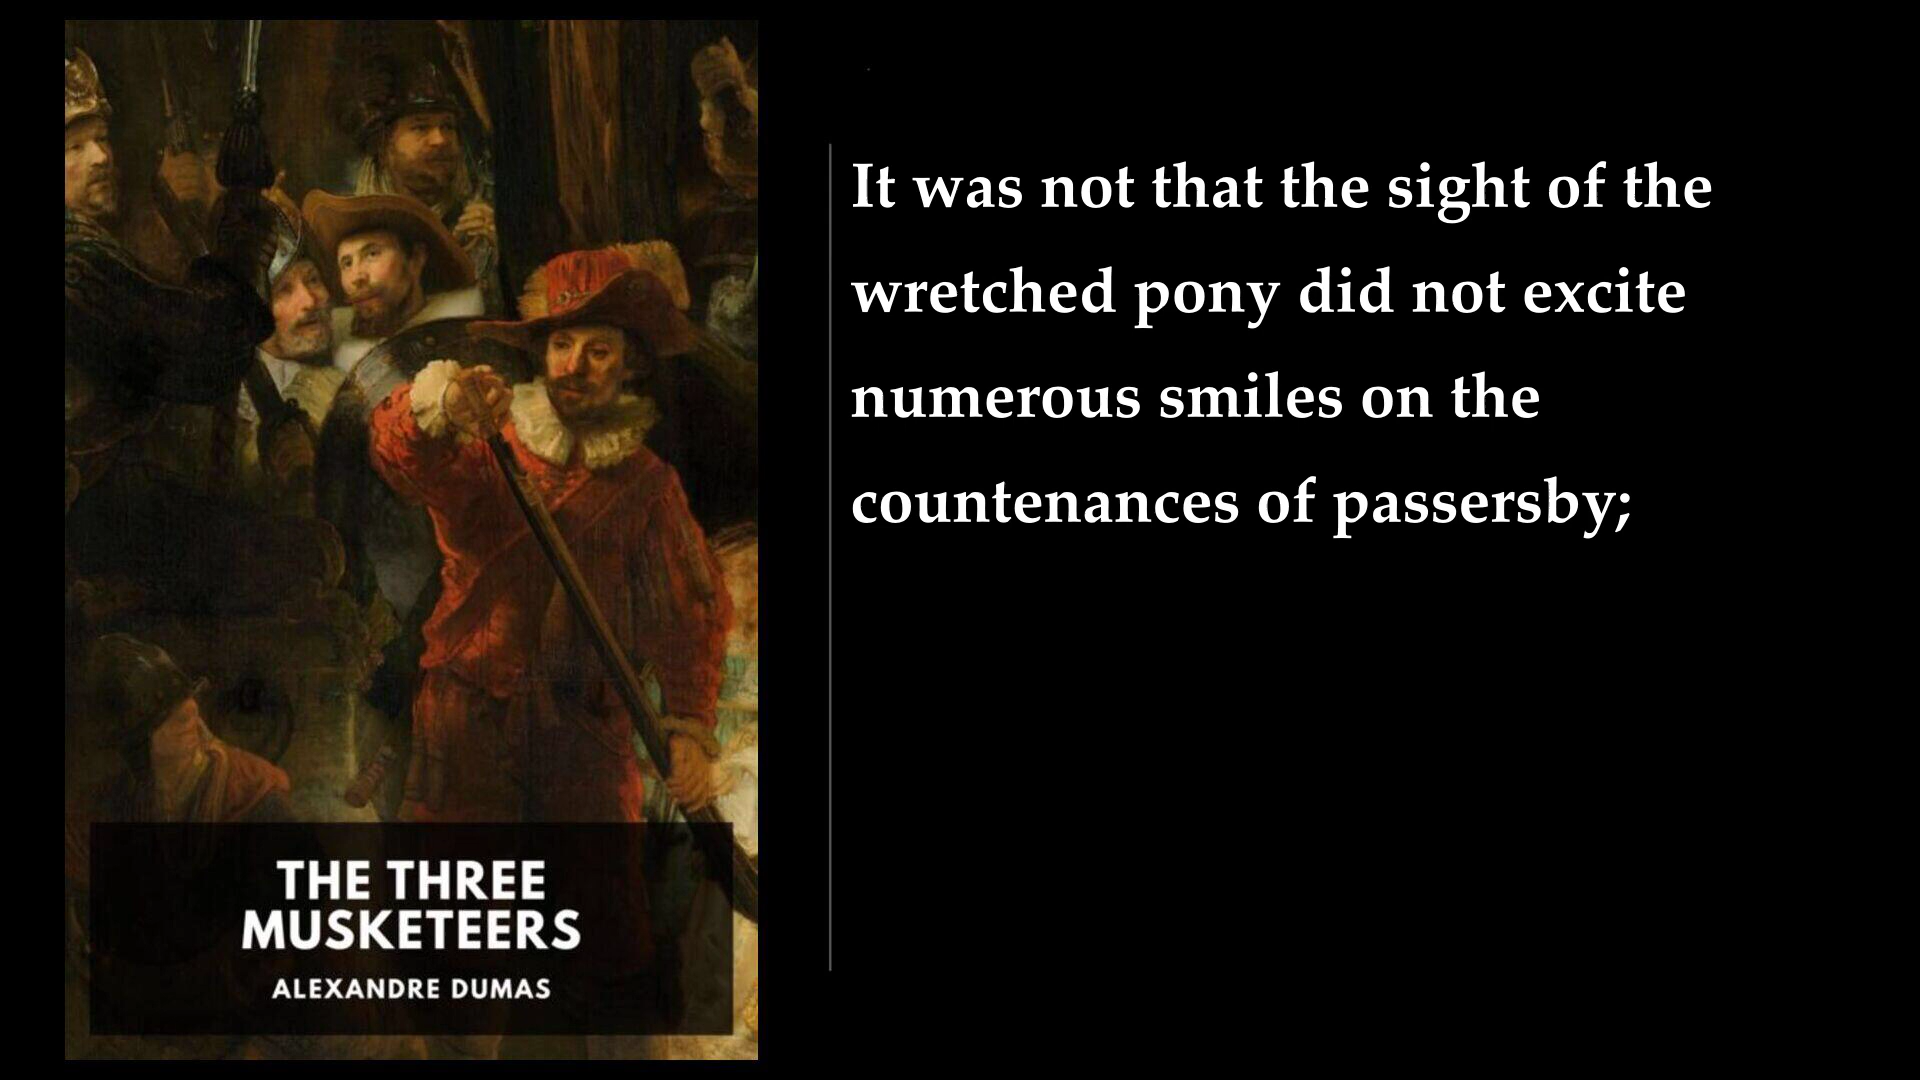 THE THREE
MUSKETEERS
ALEXANDRE DUMAS
It was not that the sight of the
wretched pony did not excite
numerous smiles on the
countenances of passersby;